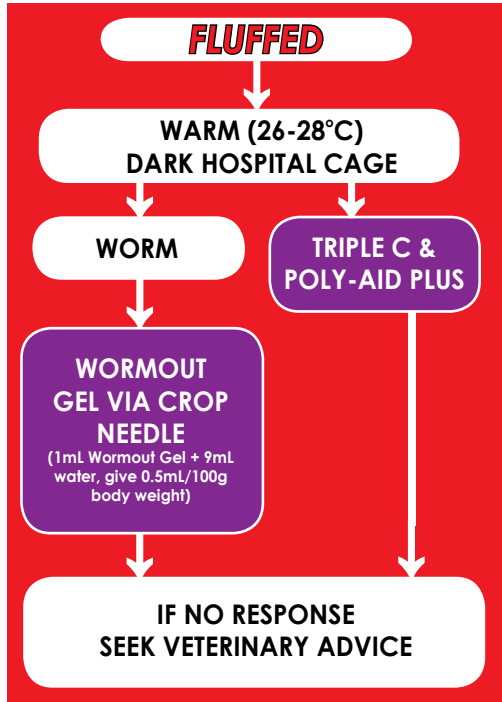 FLUFFED
WARM (26-28°C)
DARK HOSPITAL CAGE
WORM
TRIPLE C &
POLY-AID PLUS
WORMOUT
GEL VIA CROP
NEEDLE
(1mL Wormout Gel + 9mL
water, give 0.5mL/100g
body weight)
IF NO RESPONSE
SEEK VETERINARY ADVICE